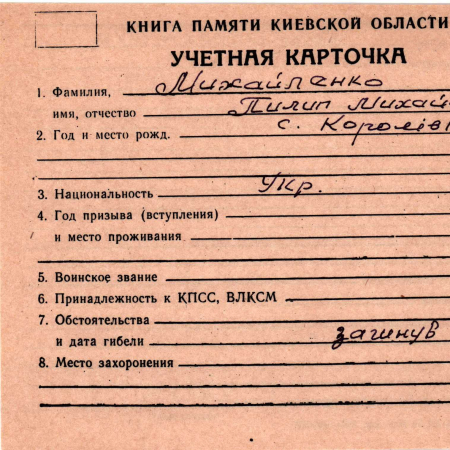 КНИГА ПАМЯТИ КИЕВСКОЙ ОБЛАСТИ
УЧЕТНАЯ КАРТОЧКА
1. Фамилия, Михайленко
имя, отчество Пилип Михай
2. Год и место рожд. с. Королів
3. Национальность Укр.
4. Год призыва (вступления)
и место проживания
5. Воинское звание
6. Принадлежность к КПСС, ВЛКСМ
7. Обстоятельства
и дата гибели загинув
8. Место захоронения